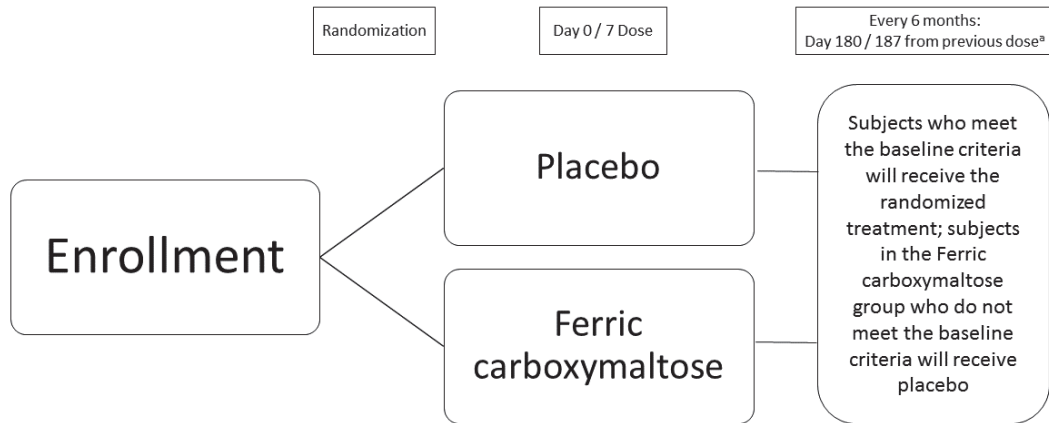 Randomization
Day 0 / 7 Dose
Every 6 months:
Day 180 / 187 from previous doseª
Enrollment
Placebo
Ferric
carboxymaltose
Subjects who meet
the baseline criteria
will receive the
randomized
treatment; subjects
in the Ferric
carboxymaltose
group who do not
meet the baseline
criteria will receive
placebo